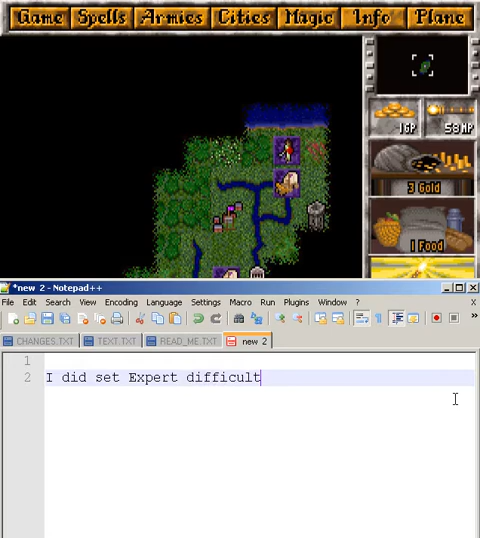 Game Spells Armies Cities Magic Info Plane
1GP 58MP
3 Gold
1 Food
*new 2 - Notepad++
File Edit Search View Encoding Language Settings Macro Run Plugins Window ?
CHANGES.TXT TEXT.TXT READ_ME.TXT new 2
1
2 I did set Expert difficult